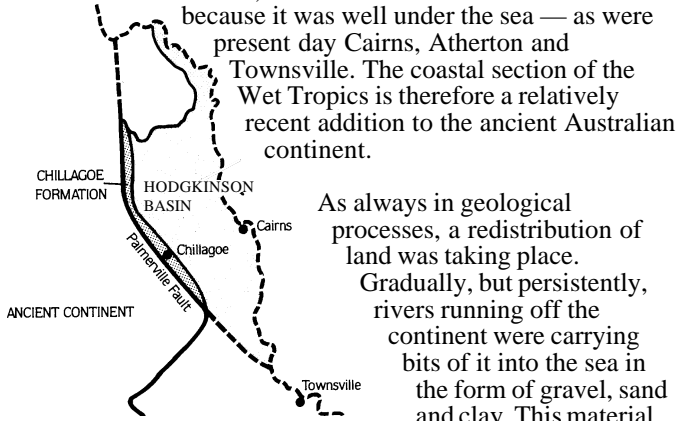 because it was well under the sea — as were
present day Cairns, Atherton and
Townsville. The coastal section of the
Wet Tropics is therefore a relatively
recent addition to the ancient Australian
continent.
CHILLAGOE
FORMATION
HODGKINSON
BASIN
Cairns
Chillagoe
Palmerville Fault
ANCIENT CONTINENT
Townsville
As always in geological
processes, a redistribution of
land was taking place.
Gradually, but persistently,
rivers running off the
continent were carrying
bits of it into the sea in
the form of gravel, sand
and clay. This material